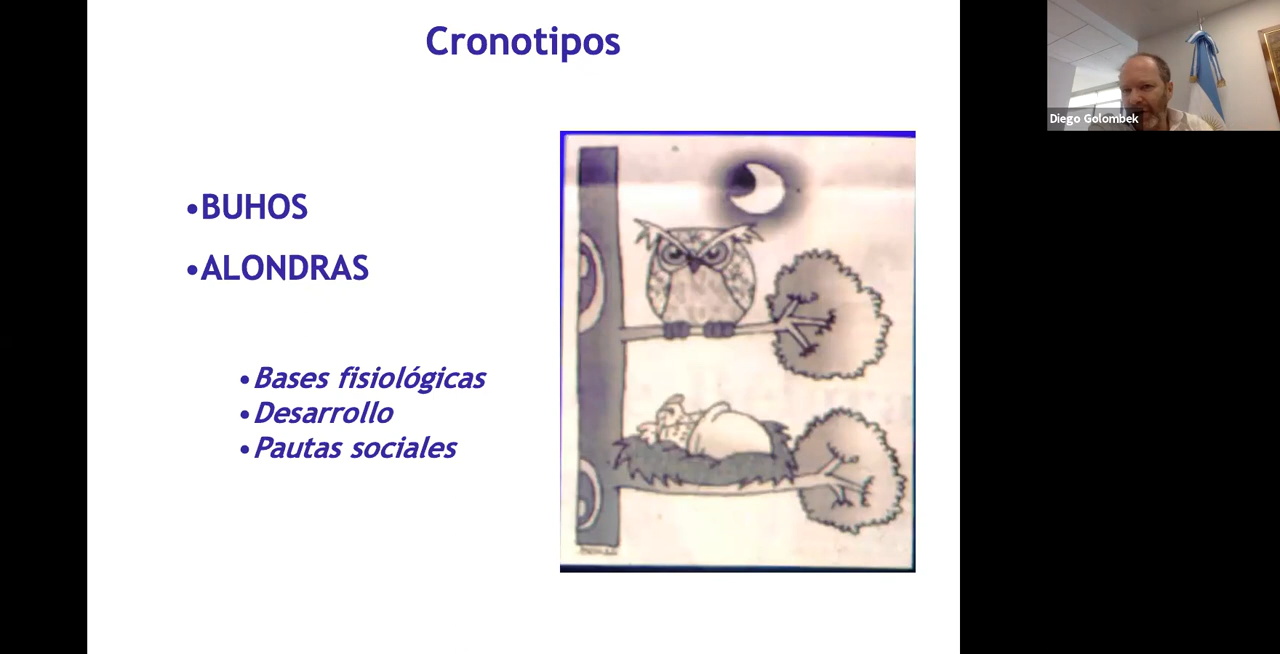 Cronotipos
•BUHOS
•ALONDRAS
•Bases fisiológicas
•Desarrollo
•Pautas sociales
Diego Golombek